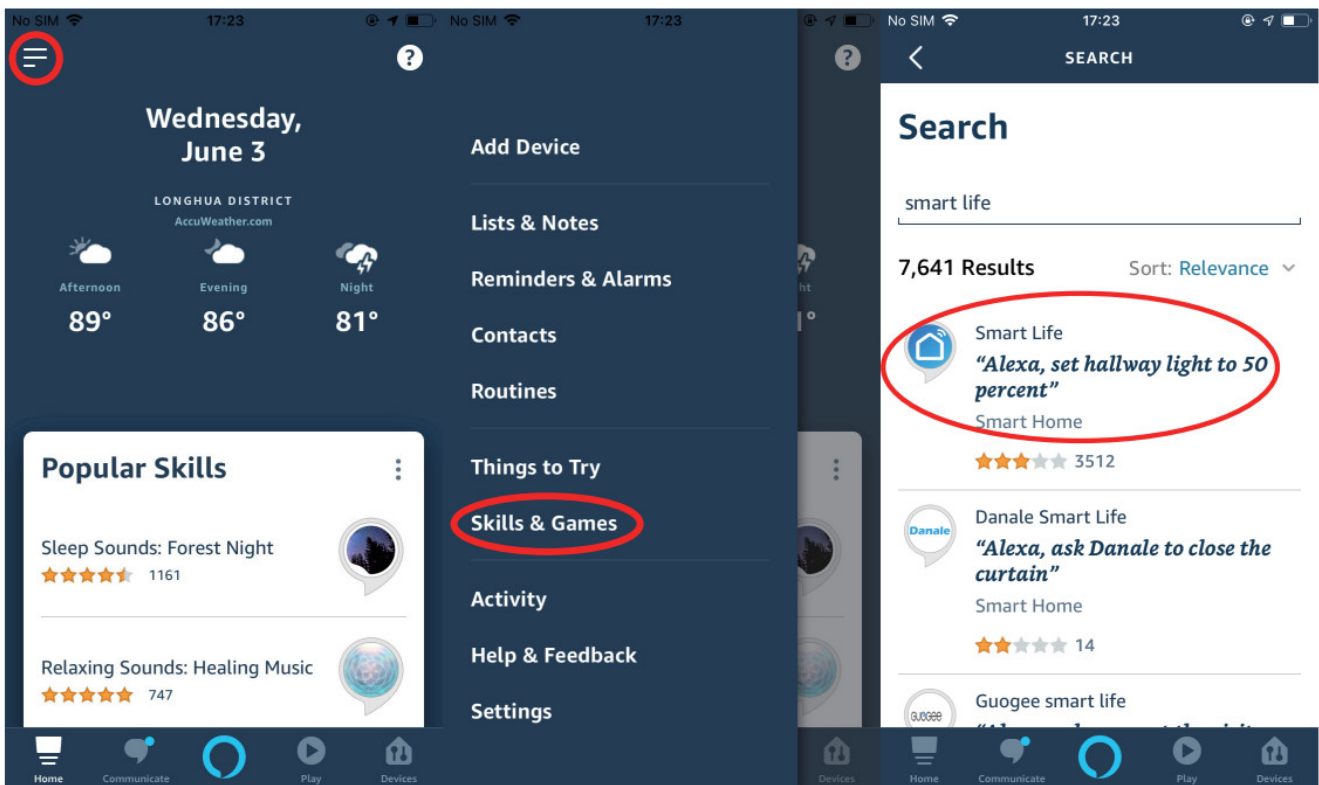 No SIM 17:23
?
Wednesday,
June 3
LONGHUA DISTRICT
AccuWeather.com
Afternoon Evening Night
89° 86° 81°
Popular Skills
Sleep Sounds: Forest Night
1161
Relaxing Sounds: Healing Music
747
Home Communicate Play Devices
No SIM 17:23
?
Add Device
Lists & Notes
Reminders & Alarms
Contacts
Routines
Things to Try
Skills & Games
Activity
Help & Feedback
Settings
ht
1°
Devices
No SIM 17:23
SEARCH
Search
smart life
7,641 Results Sort: Relevance
Smart Life
“Alexa, set hallway light to 50
percent”
Smart Home
3512
Danale
Danale Smart Life
“Alexa, ask Danale to close the
curtain”
Smart Home
14
GUOGEE
Guogee smart life
Home Communicate Play Devices